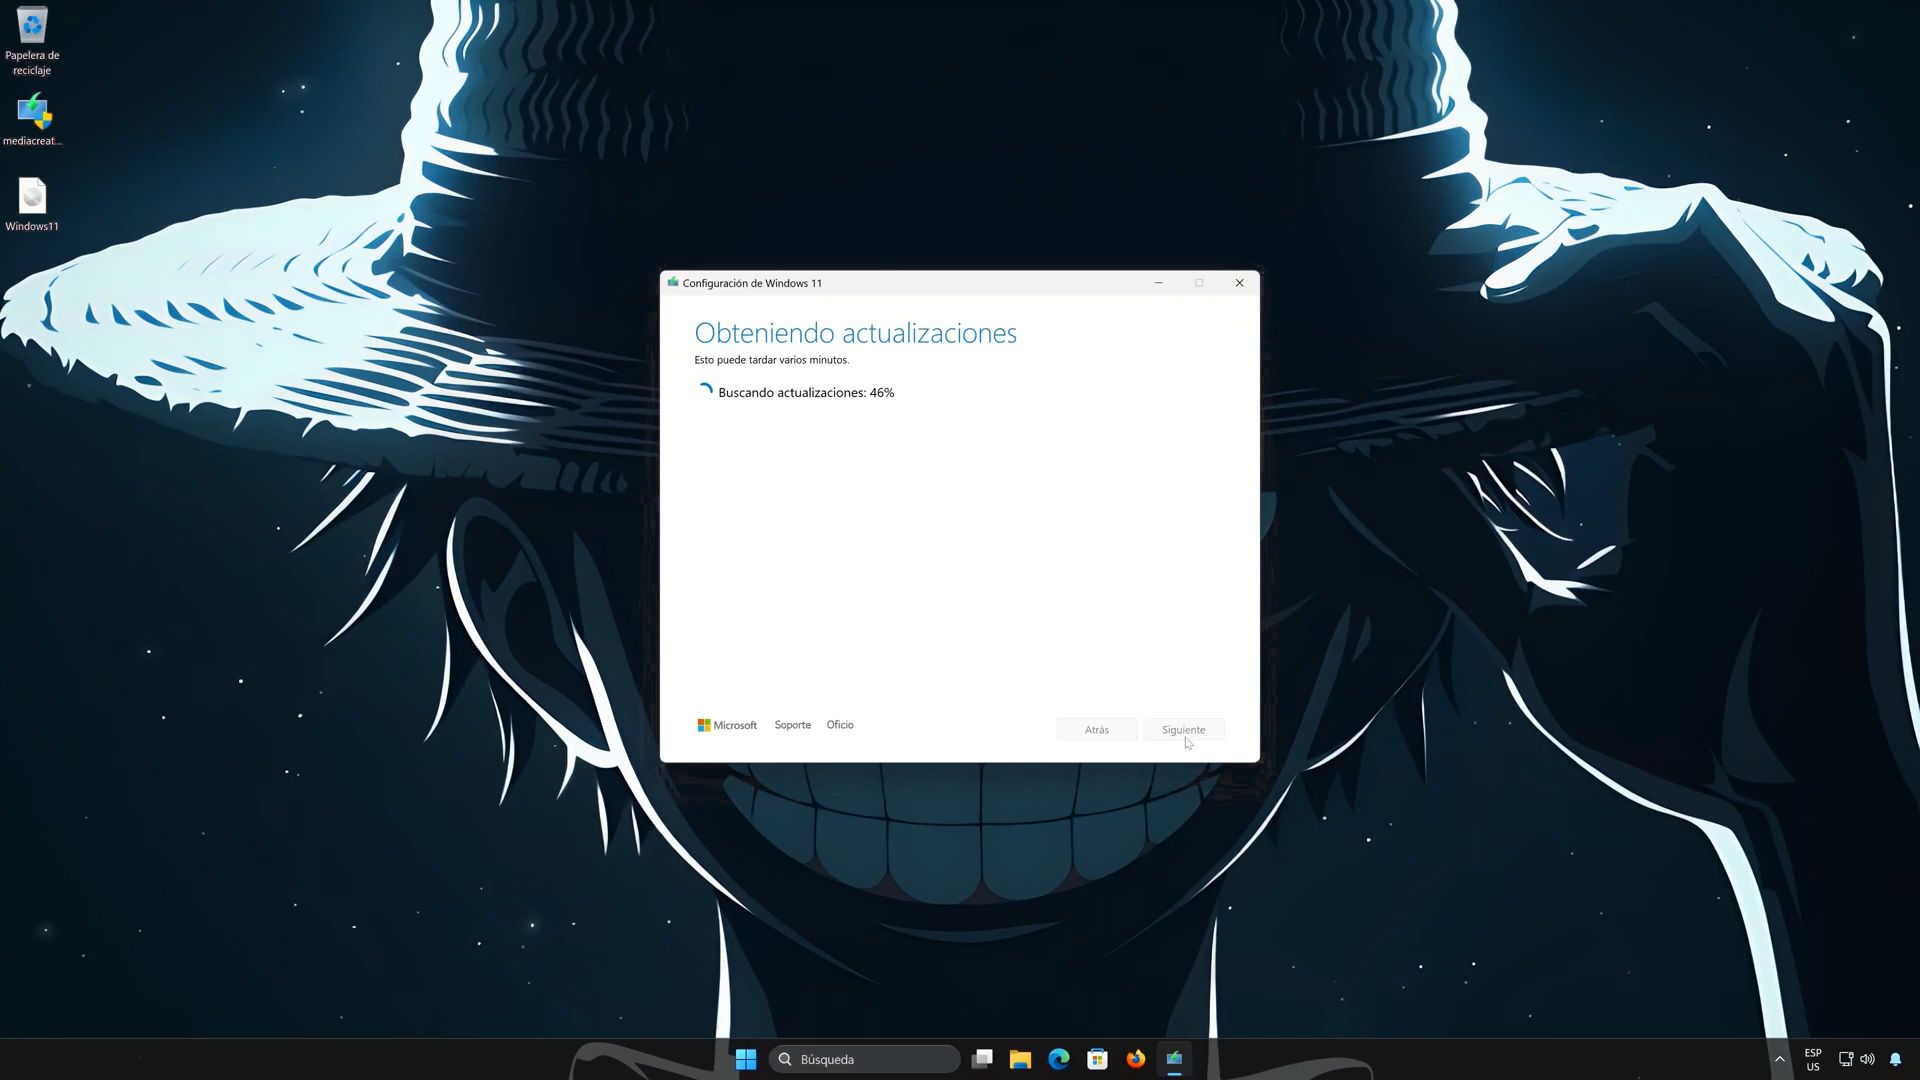 Papelera de
reciclaje
mediacreat...
Windows11
Configuración de Windows 11
Obteniendo actualizaciones
Esto puede tardar varios minutos.
Buscando actualizaciones: 46%
Microsoft Soporte Oficio Atrás Siguiente
Búsqueda
ESP
US